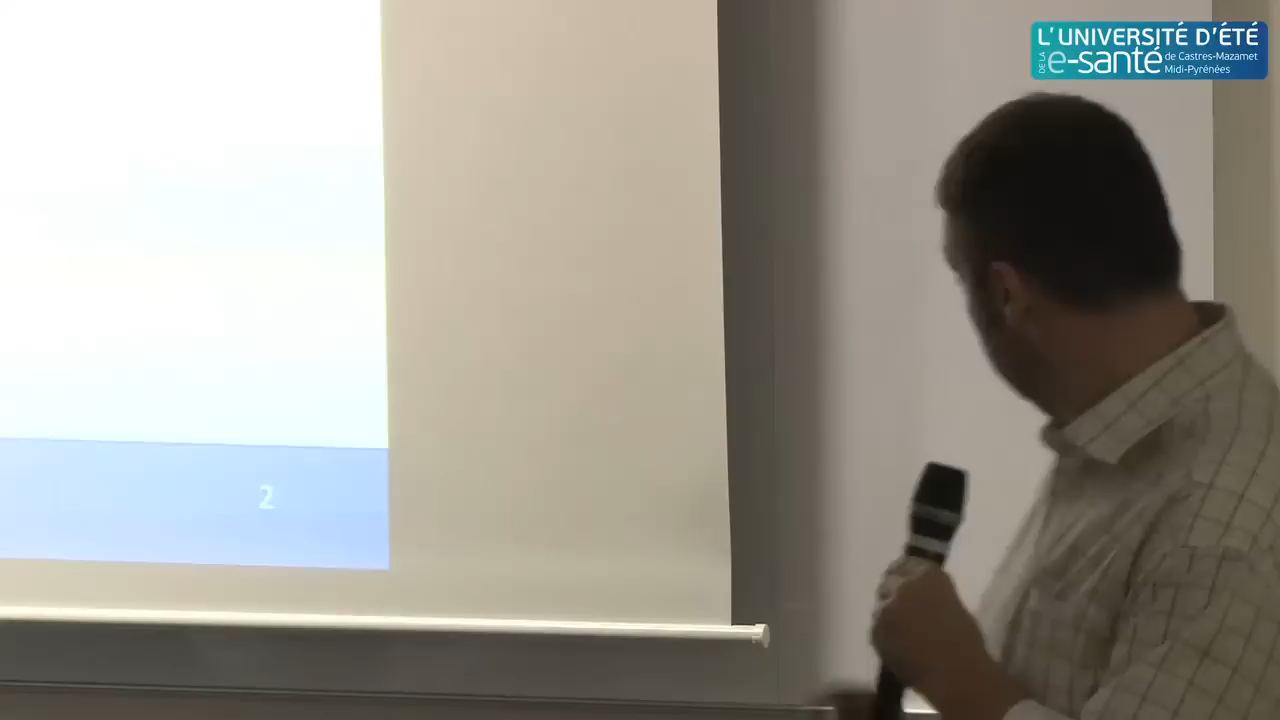 L'UNIVERSITÉ D'ÉTÉ
DE LA e-santé de Castres-Mazamet
Midi-Pyrénées
2